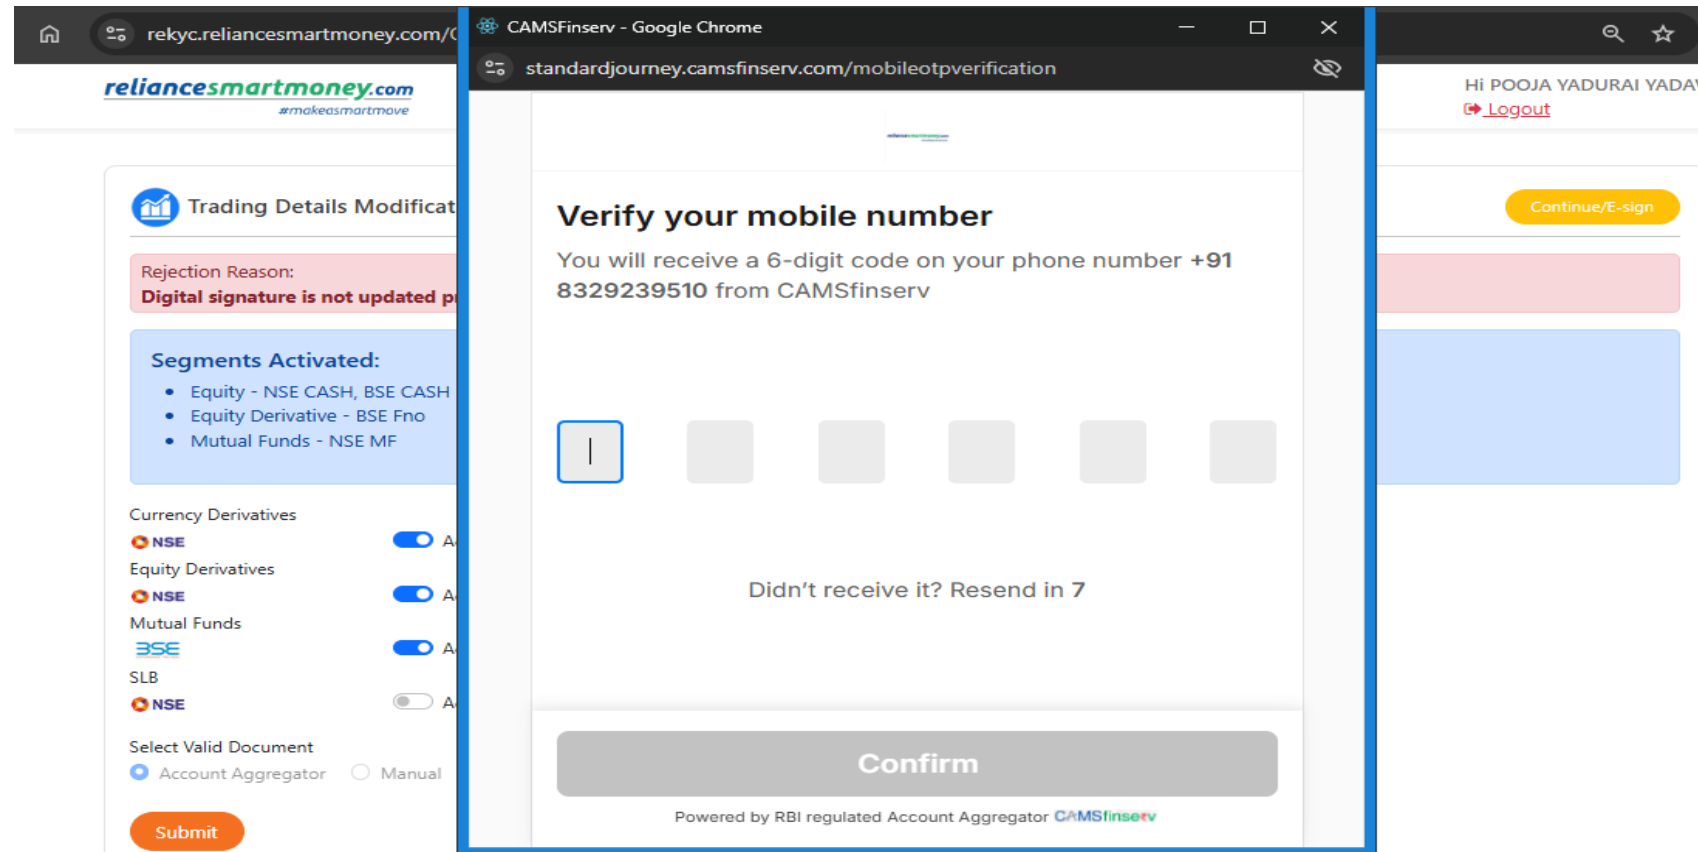 rekyc.reliancesmartmoney.com/
CAMSFinserv - Google Chrome
standardjourney.camsfinserv.com/mobileotpverification
reliancesmartmoney.com
#makeasmartmove
Hi POOJA YADURAI
Logout
Trading Details
Continue/E-sign
Rejection Reason:
Digital signature is not updated
Segments Activated:
• Equity - NSE CASH, BSE CASH
• Equity Derivative - BSE Fno
• Mutual Funds - NSE MF
Currency Derivatives
NSE
Equity Derivatives
NSE
Mutual Funds
BSE
SLB
NSE
Select Valid Document
Account Aggregator
Manual
Submit
reliancesmartmoney.com
Verify your mobile number
You will receive a 6-digit code on your phone number +91
8329239510 from CAMSfinserv
Didn't receive it? Resend in 7
Confirm
Powered by RBI regulated Account Aggregator CAMSfinserv